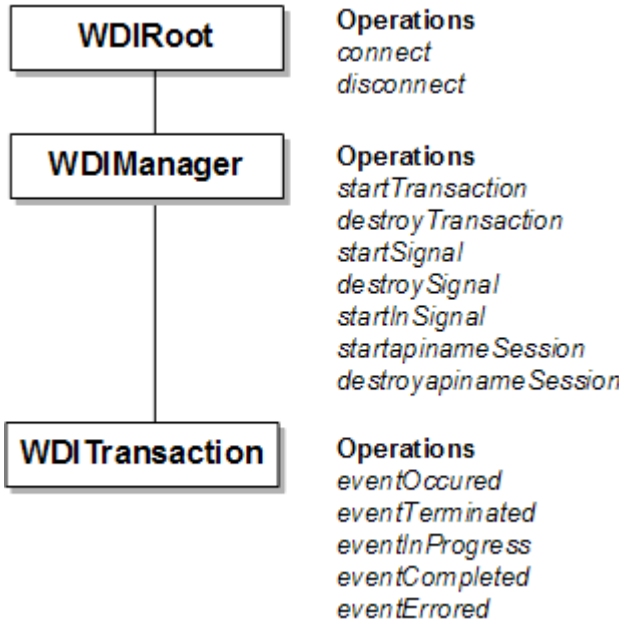 WDIRoot
Operations
connect
disconnect
WDIManager
Operations
startTransaction
destroyTransaction
startSignal
destroySignal
startInSignal
startapinameSession
destroyapinameSession
WDITransaction
Operations
eventOccured
eventTerminated
eventInProgress
eventCompleted
eventErrored